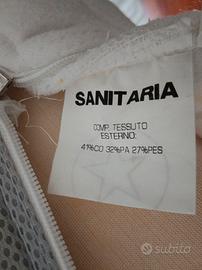 SANITARIA
COMP. TESSUTO
ESTERNO:
41%CO 32%PA 27%PES
subito